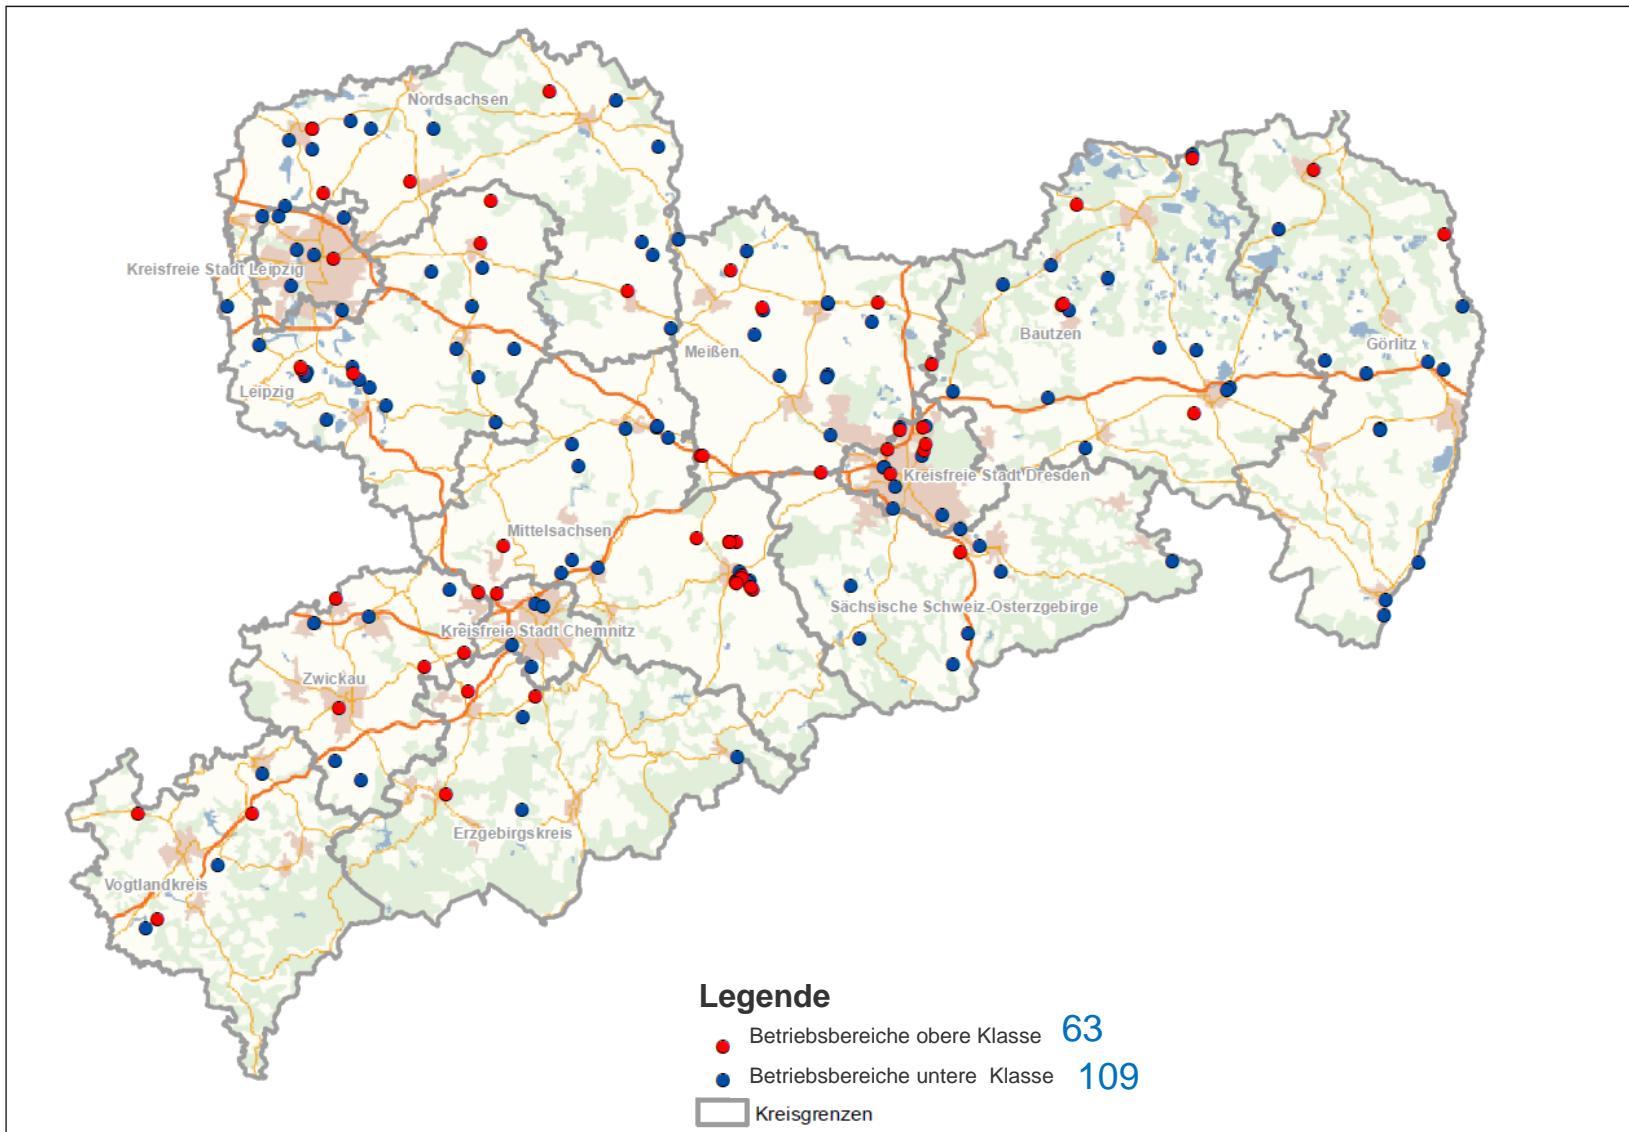 Nordsachsen
Kreisfreie Stadt Leipzig
Bautzen
Görlitz
Meißen
Leipzig
Kreisfreie Stadt Dresden
Mittelsachsen
Sächsische Schweiz-Osterzgebirge
Kreisfreie Stadt Chemnitz
Zwickau
Erzgebirgskreis
Vogtlandkreis
Legende
Betriebsbereiche obere Klasse 63
Betriebsbereiche untere Klasse 109
Kreisgrenzen